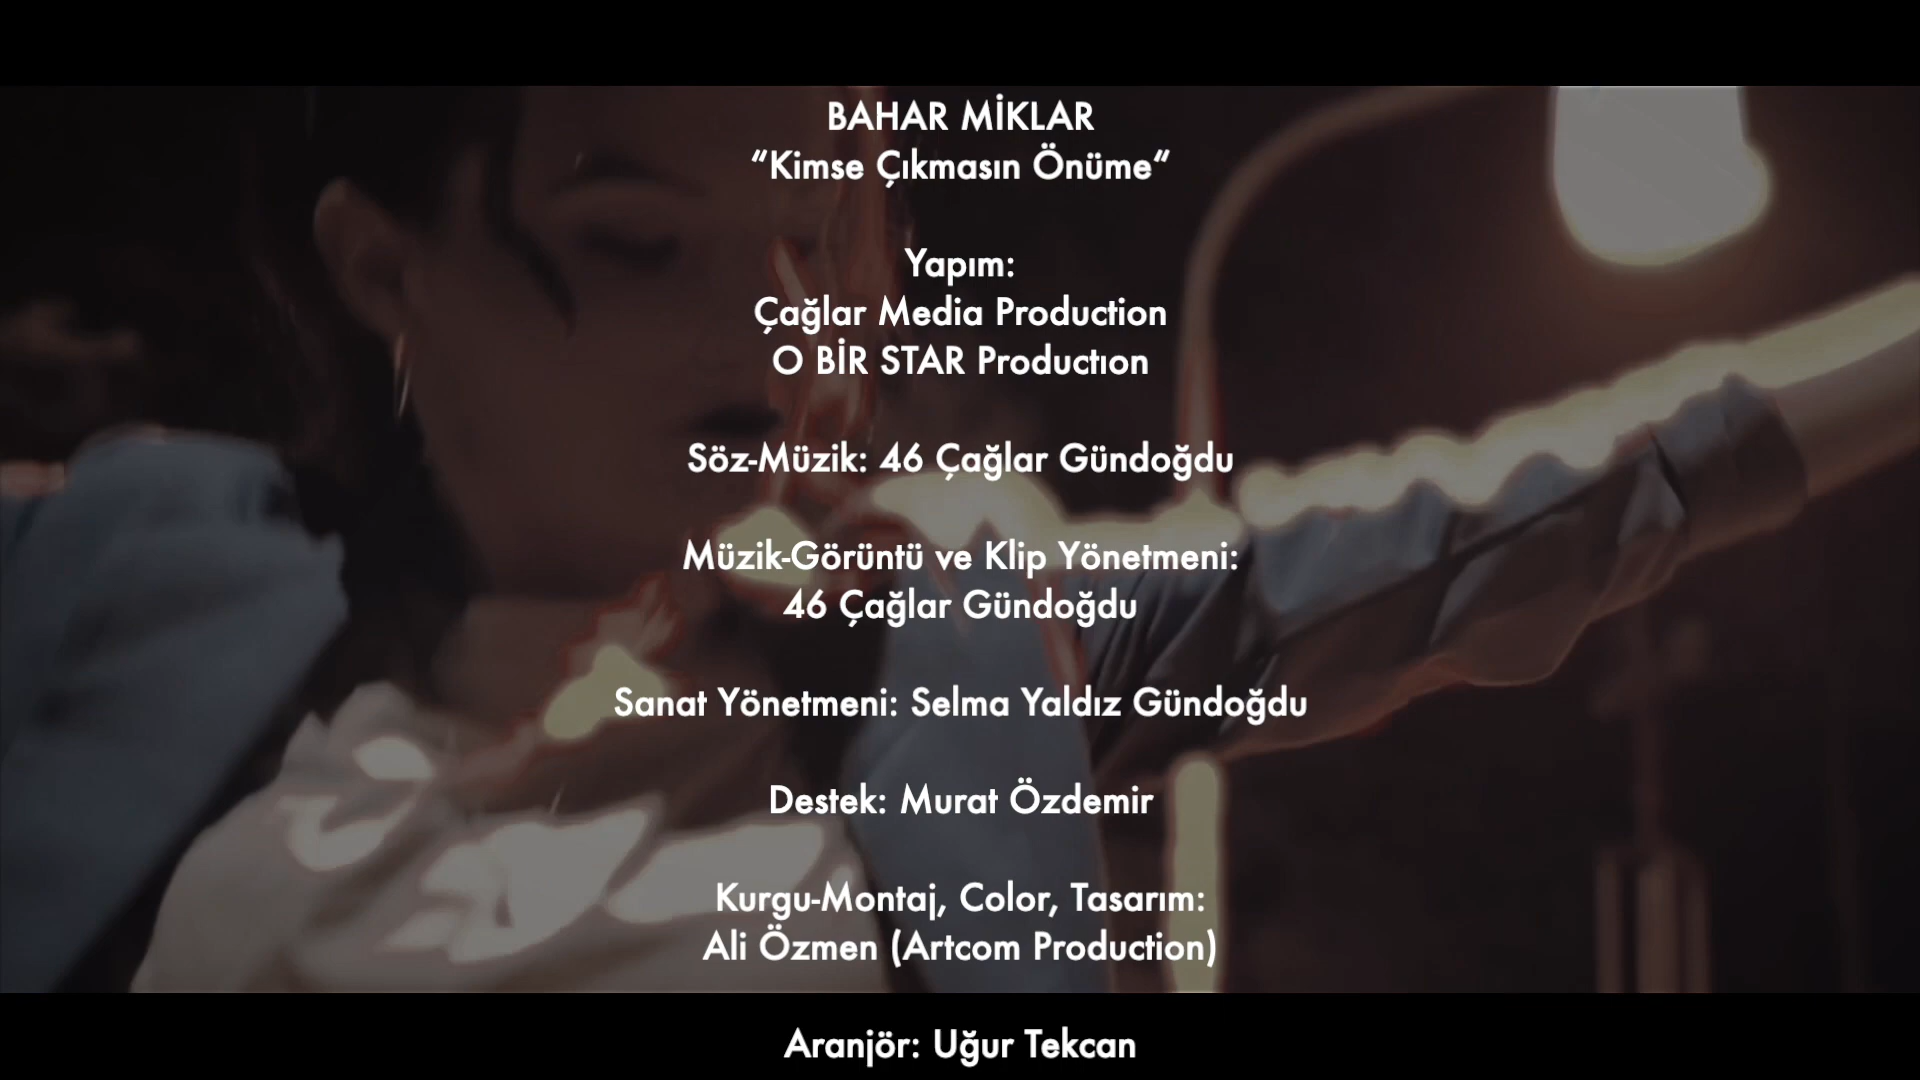 BAHAR MİKLAR
“Kimse Çıkmasın Önüme“
Yapım:
Çağlar Media Production
O BİR STAR Productıon
Söz-Müzik: 46 Çağlar Gündoğdu
Müzik-Görüntü ve Klip Yönetmeni:
46 Çağlar Gündoğdu
Sanat Yönetmeni: Selma Yaldız Gündoğdu
Destek: Murat Özdemir
Kurgu-Montaj, Color, Tasarım:
Ali Özmen (Artcom Production)
Aranjör: Uğur Tekcan